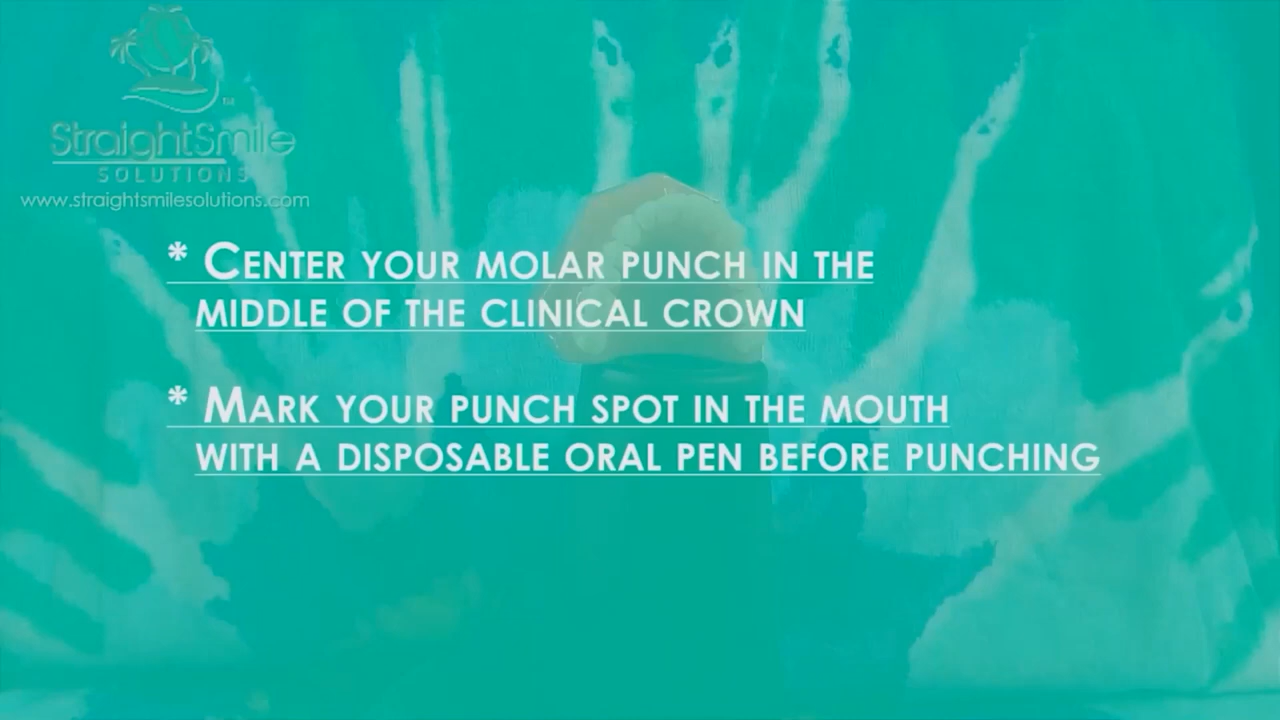 StraightSmile
SOLUTIONS
www.straightsmilesolutions.com
* CENTER YOUR MOLAR PUNCH IN THE
MIDDLE OF THE CLINICAL CROWN
* MARK YOUR PUNCH SPOT IN THE MOUTH
WITH A DISPOSABLE ORAL PEN BEFORE PUNCHING